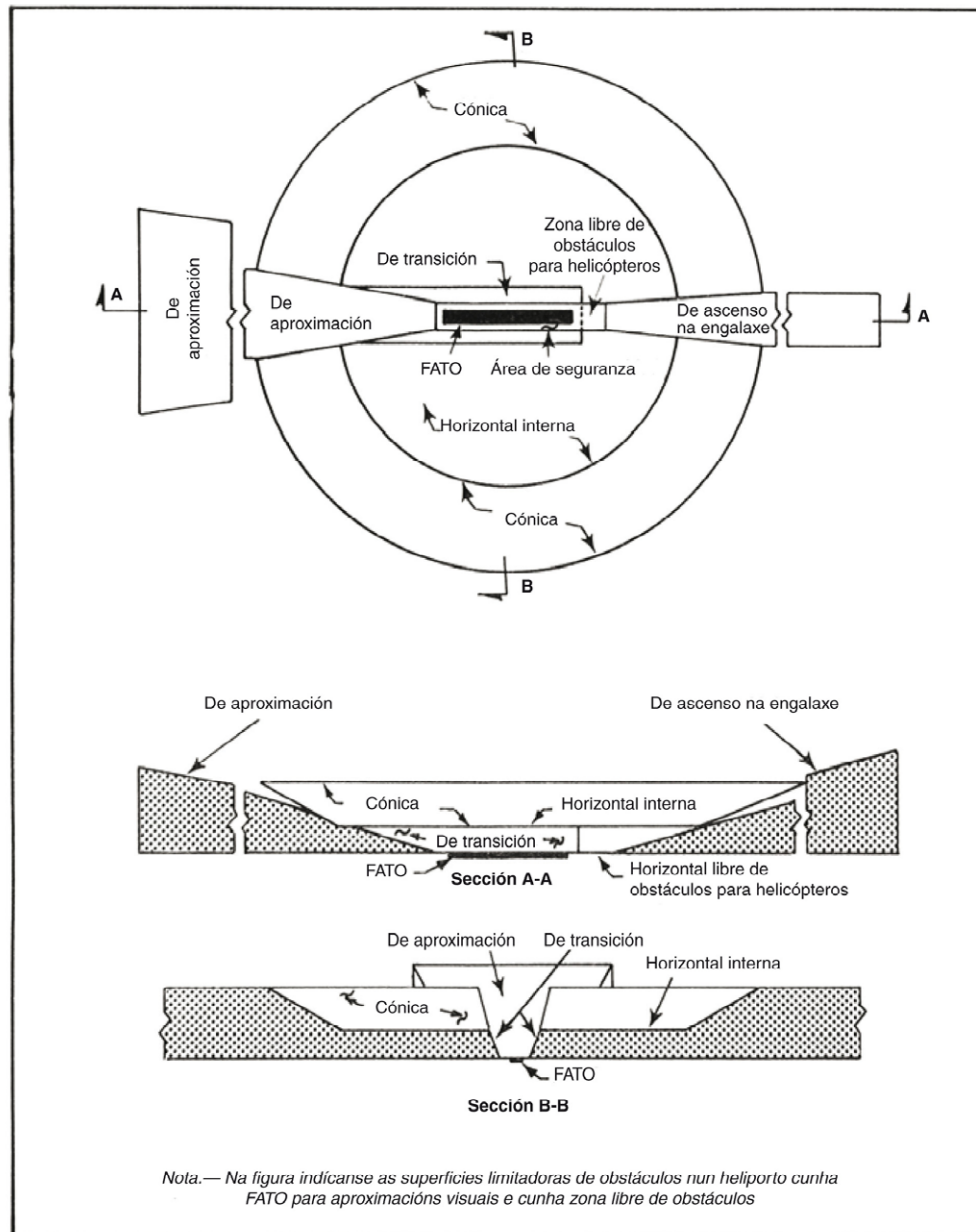 B
Cónica
Zona libre de
obstáculos
para helicópteros
De transición
A
De
aproximación
De
aproximación
De ascenso
na engalaxe
A
FATO
Área de seguranza
Horizontal interna
Cónica
B
De aproximación
De ascenso na engalaxe
Cónica
Horizontal interna
De transición
FATO
Horizontal libre de
obstáculos para helicópteros
Sección A-A
De aproximación
De transición
Horizontal interna
Cónica
FATO
Sección B-B
Nota.— Na figura indícanse as superficies limitadoras de obstáculos nun heliporto cunha
FATO para aproximacións visuais e cunha zona libre de obstáculos